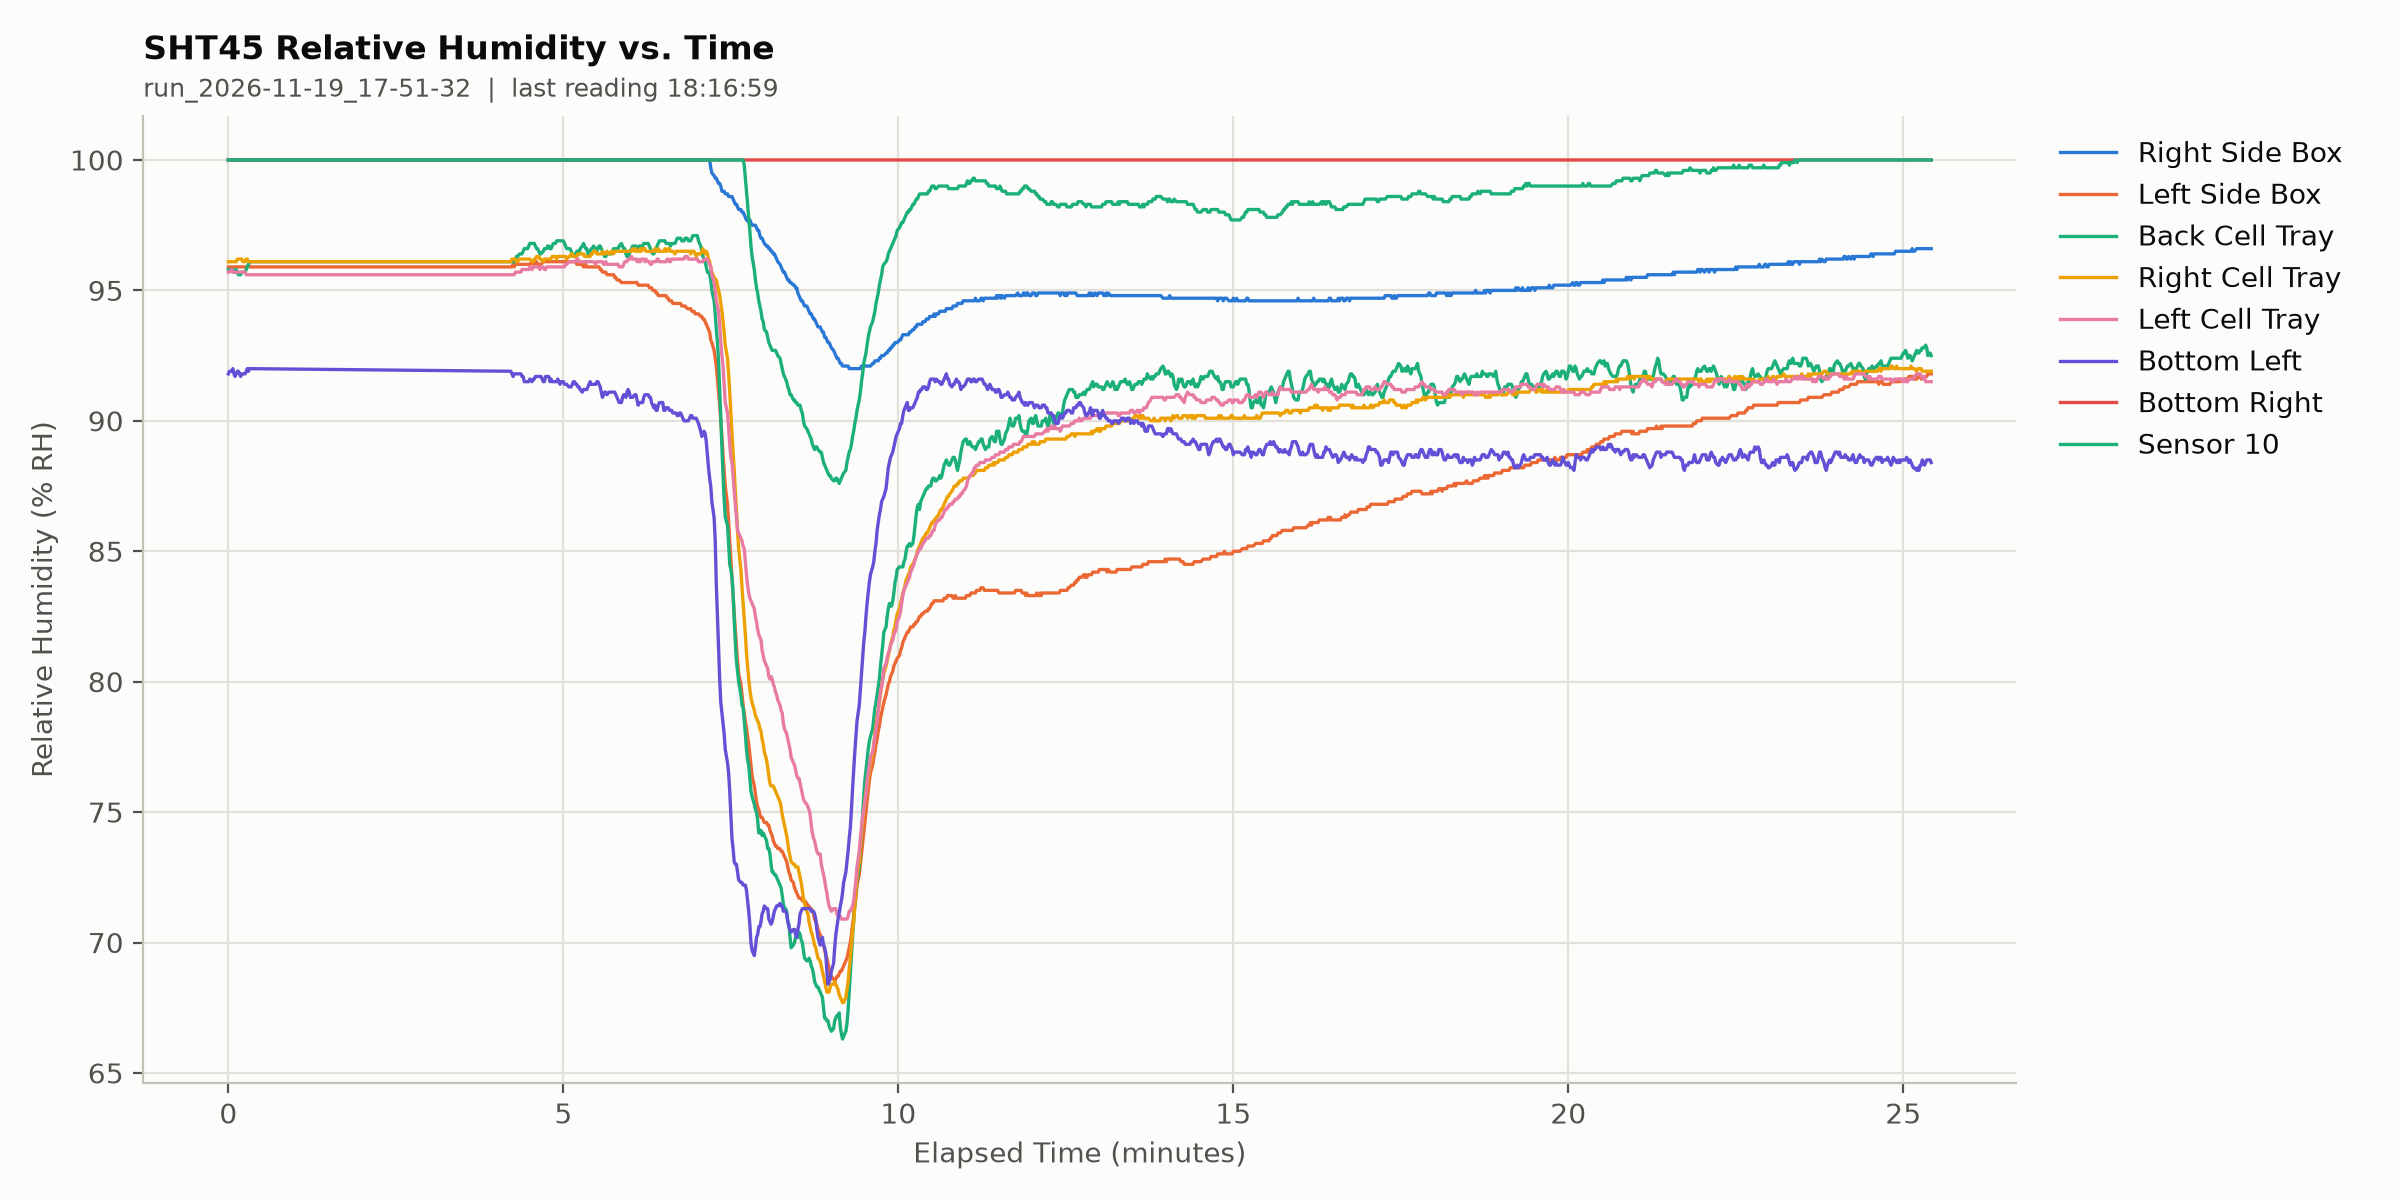 SHT45 Relative Humidity vs. Time
run_2026-11-19_17-51-32 | last reading 18:16:59
Relative Humidity (% RH)
100
95
90
85
80
75
70
65
0 5 10 15 20 25
Elapsed Time (minutes)
Right Side Box
Left Side Box
Back Cell Tray
Right Cell Tray
Left Cell Tray
Bottom Left
Bottom Right
Sensor 10